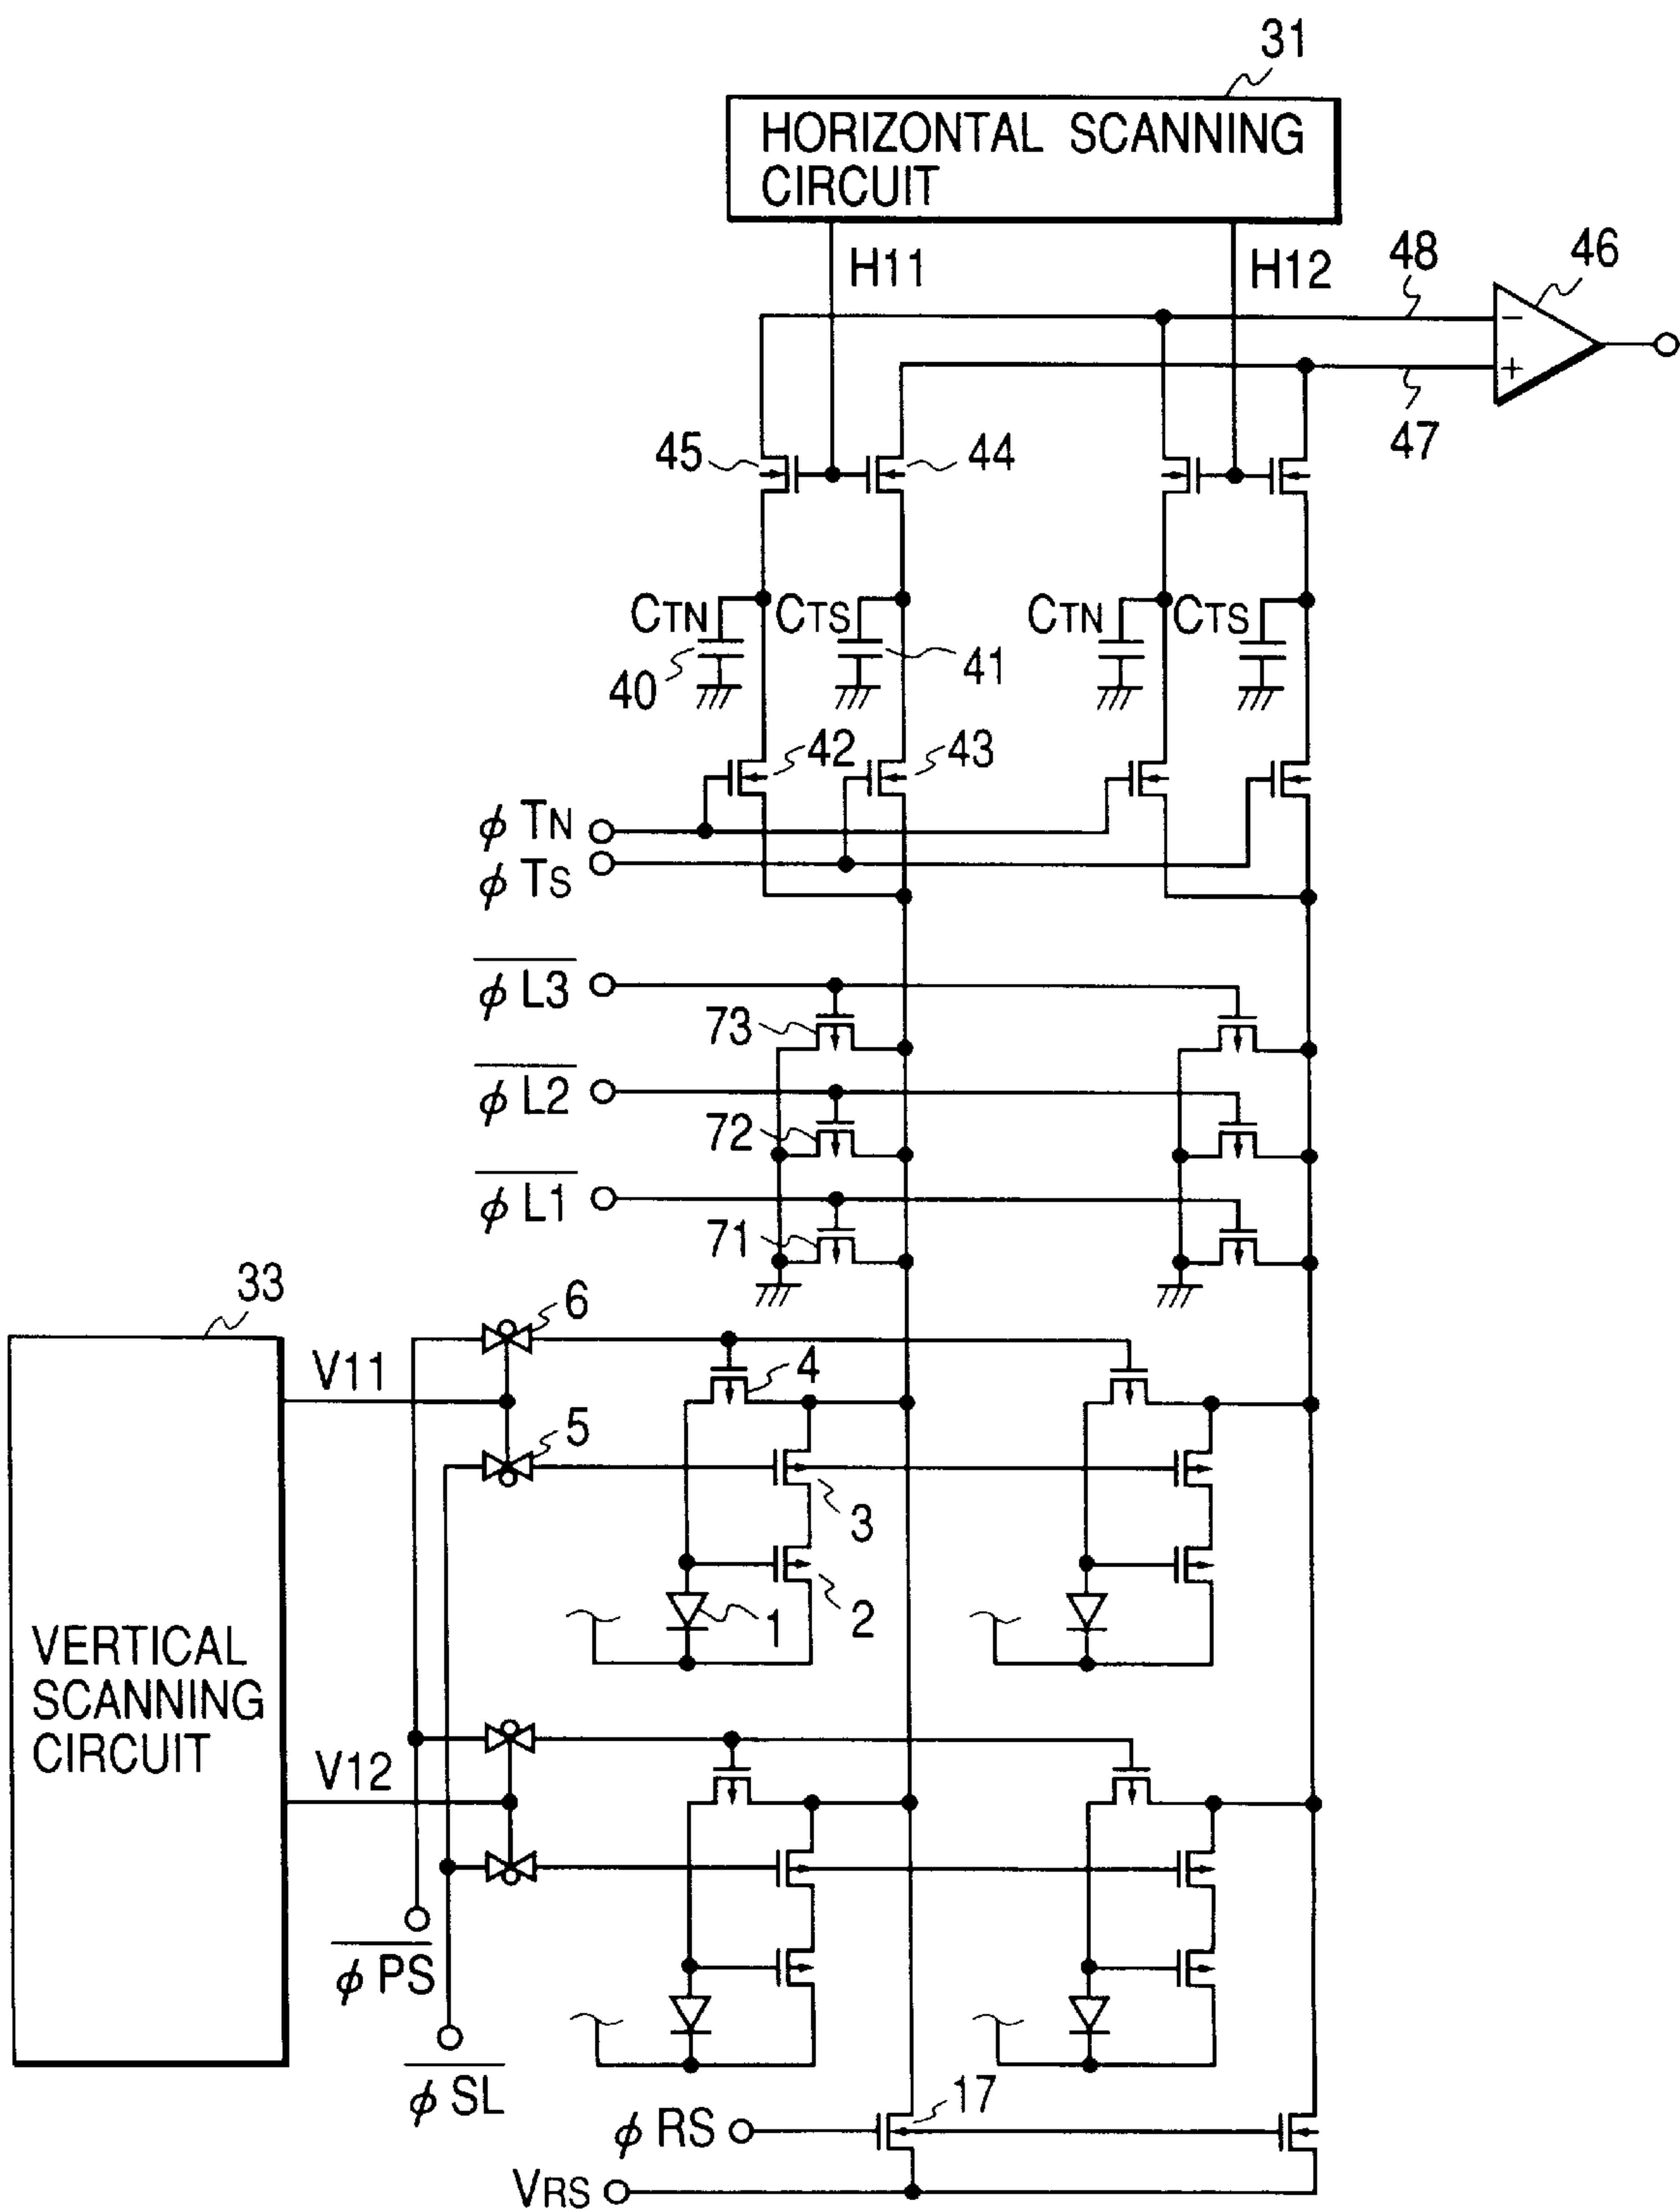 31
HORIZONTAL SCANNING
CIRCUIT
H11
H12
48
46
−
+
47
45
44
CTN
CTS
CTN
CTS
40
41
42
43
ϕ TN
ϕ TS
ϕ L3
73
ϕ L2
72
ϕ L1
71
33
6
V11
4
5
3
1
2
VERTICAL
SCANNING
CIRCUIT
V12
ϕ PS
ϕ SL
17
ϕ RS
VRS